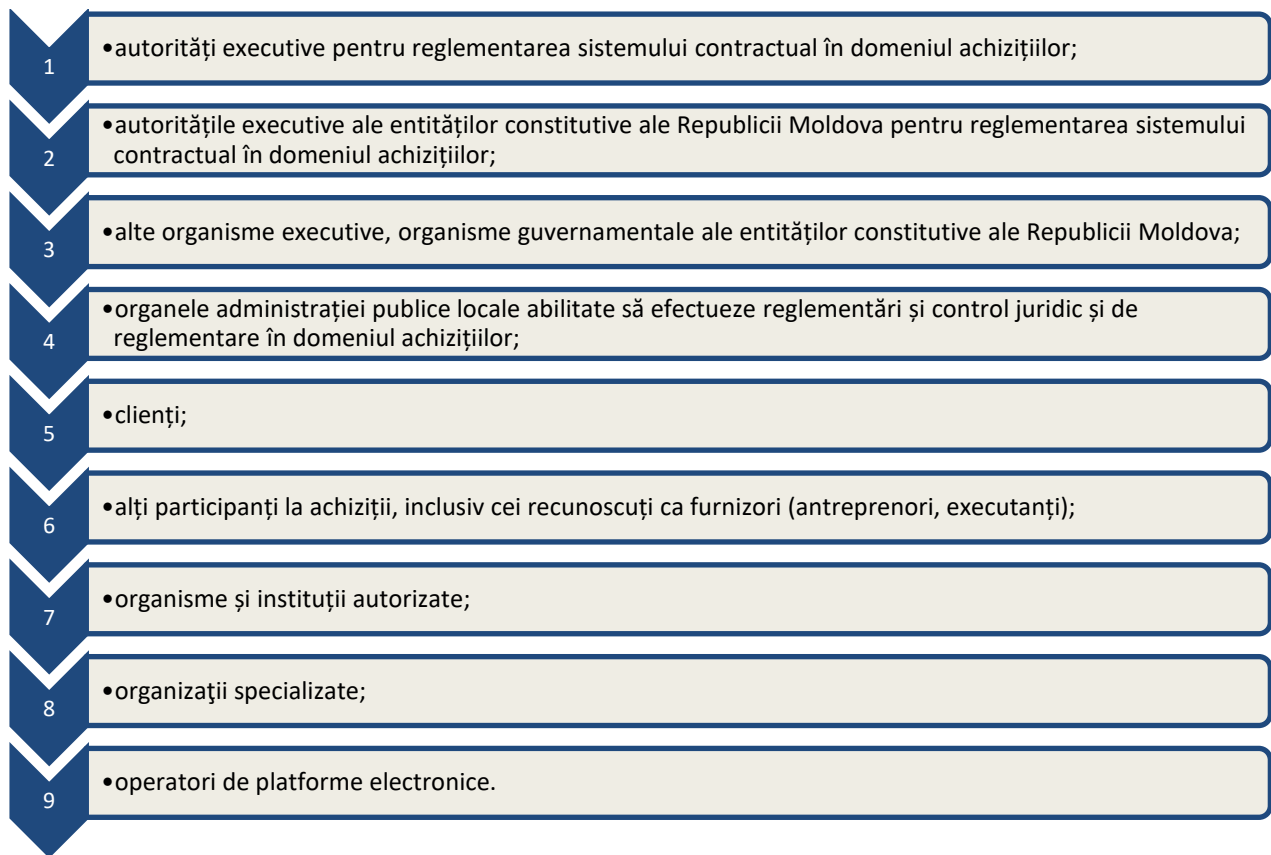 1
•autorități executive pentru reglementarea sistemului contractual în domeniul achizițiilor;
2
•autoritățile executive ale entităților constitutive ale Republicii Moldova pentru reglementarea sistemului
contractual în domeniul achizițiilor;
3
•alte organisme executive, organisme guvernamentale ale entităților constitutive ale Republicii Moldova;
4
•organele administrației publice locale abilitate să efectueze reglementări și control juridic și de
reglementare în domeniul achizițiilor;
5
•clienți;
6
•alți participanți la achiziții, inclusiv cei recunoscuți ca furnizori (antreprenori, executanți);
7
•organisme și instituții autorizate;
8
•organizaţii specializate;
9
•operatori de platforme electronice.